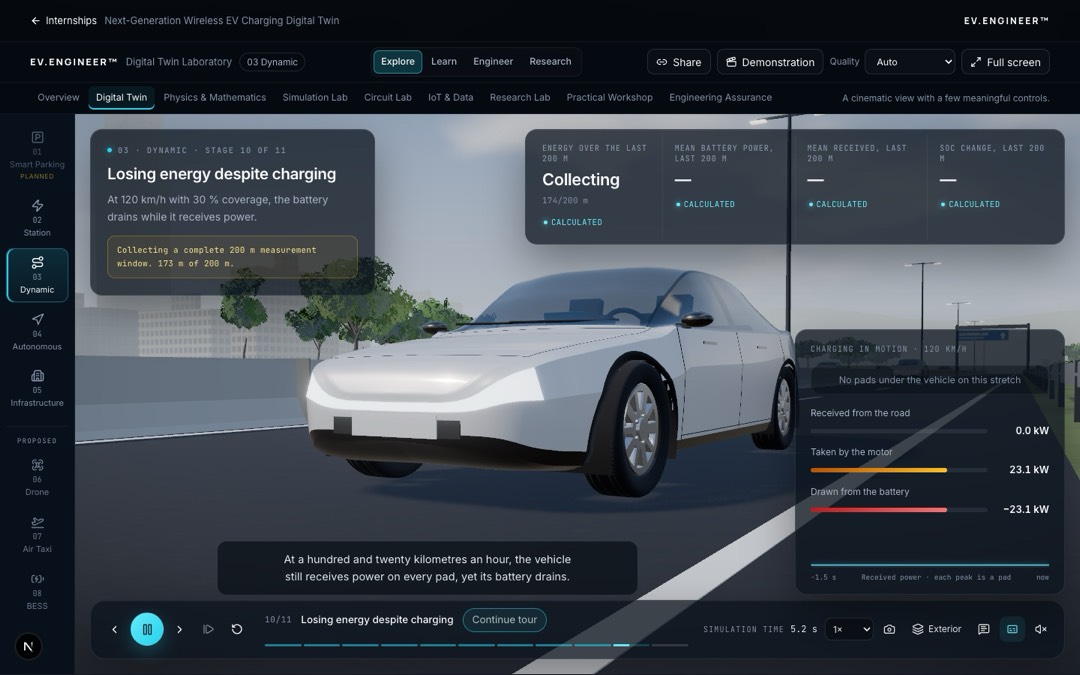 ← Internships Next-Generation Wireless EV Charging Digital Twin EV.ENGINEER™
EV.ENGINEER™ Digital Twin Laboratory 03 Dynamic Explore Learn Engineer Research Share Demonstration Quality Auto Full screen
Overview Digital Twin Physics & Mathematics Simulation Lab Circuit Lab IoT & Data Research Lab Practical Workshop Engineering Assurance A cinematic view with a few meaningful controls.
01
Smart Parking
PLANNED
02
Station
03
Dynamic
04
Autonomous
05
Infrastructure
PROPOSED
06
Drone
07
Air Taxi
08
BESS
N
03 · DYNAMIC · STAGE 10 OF 11
Losing energy despite charging
At 120 km/h with 30 % coverage, the battery
drains while it receives power.
Collecting a complete 200 m measurement
window. 173 m of 200 m.
ENERGY OVER THE LAST
200 M
Collecting
174/200 m
CALCULATED
MEAN BATTERY POWER,
LAST 200 M
—
CALCULATED
MEAN RECEIVED, LAST
200 M
—
CALCULATED
SOC CHANGE, LAST 200
M
—
CALCULATED
CHARGING IN MOTION · 120 KM/H
No pads under the vehicle on this stretch
Received from the road
0.0 kW
Taken by the motor
23.1 kW
Drawn from the battery
−23.1 kW
-1.5 s Received power · each peak is a pad now
At a hundred and twenty kilometres an hour, the vehicle
still receives power on every pad, yet its battery drains.
10/11 Losing energy despite charging Continue tour
SIMULATION TIME 5.2 s 1× Exterior